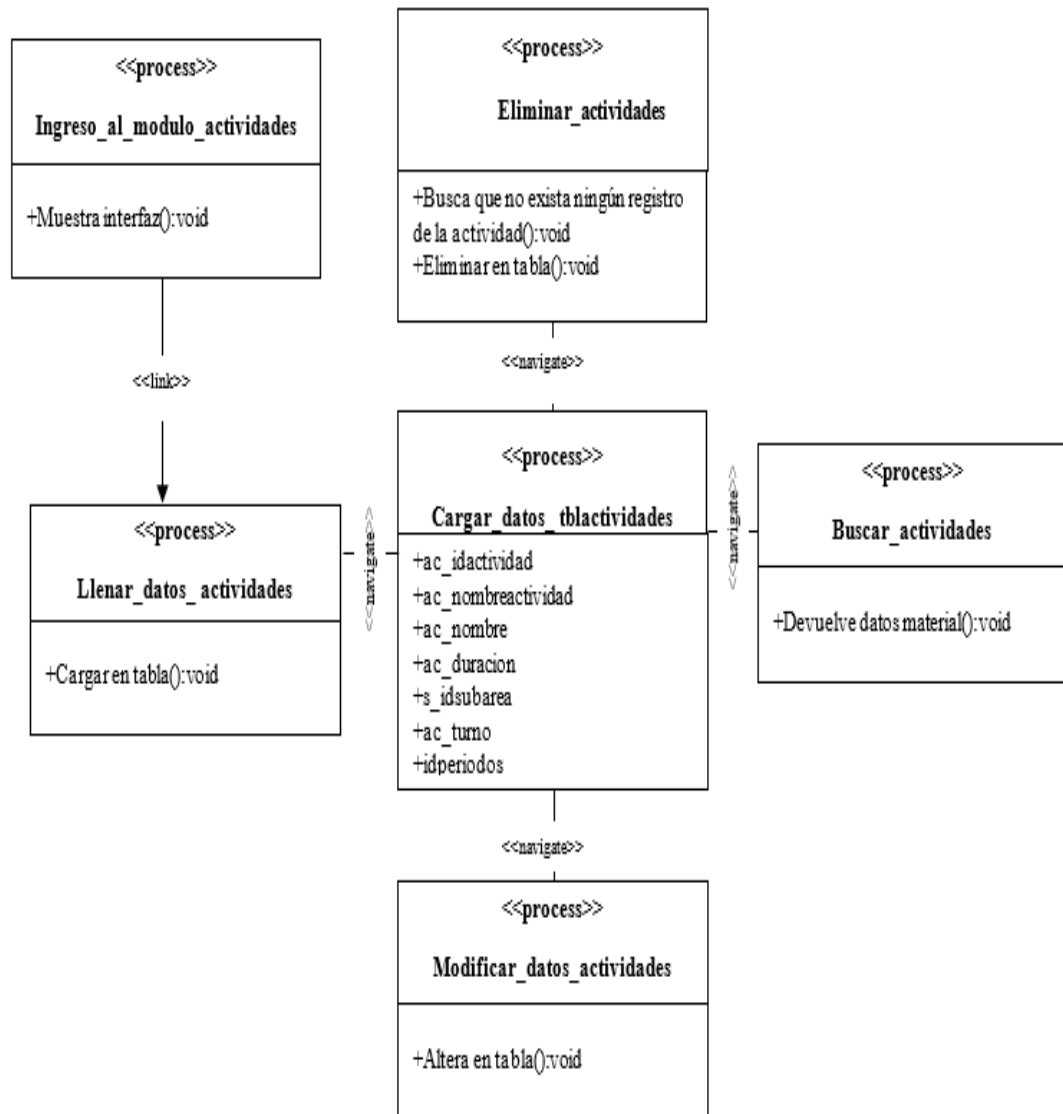 <<process>>
Ingreso_al_modulo_actividades
+Muestra interfaz():void
<<process>>
Eliminar_actividades
+Busca que no exista ningún registro
de la actividad():void
+Eliminar en tabla():void
<<link>>
<<navigate>>
<<process>>
Llenar_datos_ actividades
+Cargar en tabla():void
<<navigate>>
<<process>>
Cargar_datos_tblactividades
+ac_idactividad
+ac_nombreactividad
+ac_nombre
+ac_duracion
+s_idsubarea
+ac_turno
+idperiodos
<<navigate>>
<<process>>
Buscar_actividades
+Devuelve datos material():void
<<navigate>>
<<process>>
Modificar_datos_actividades
+Altera en tabla():void